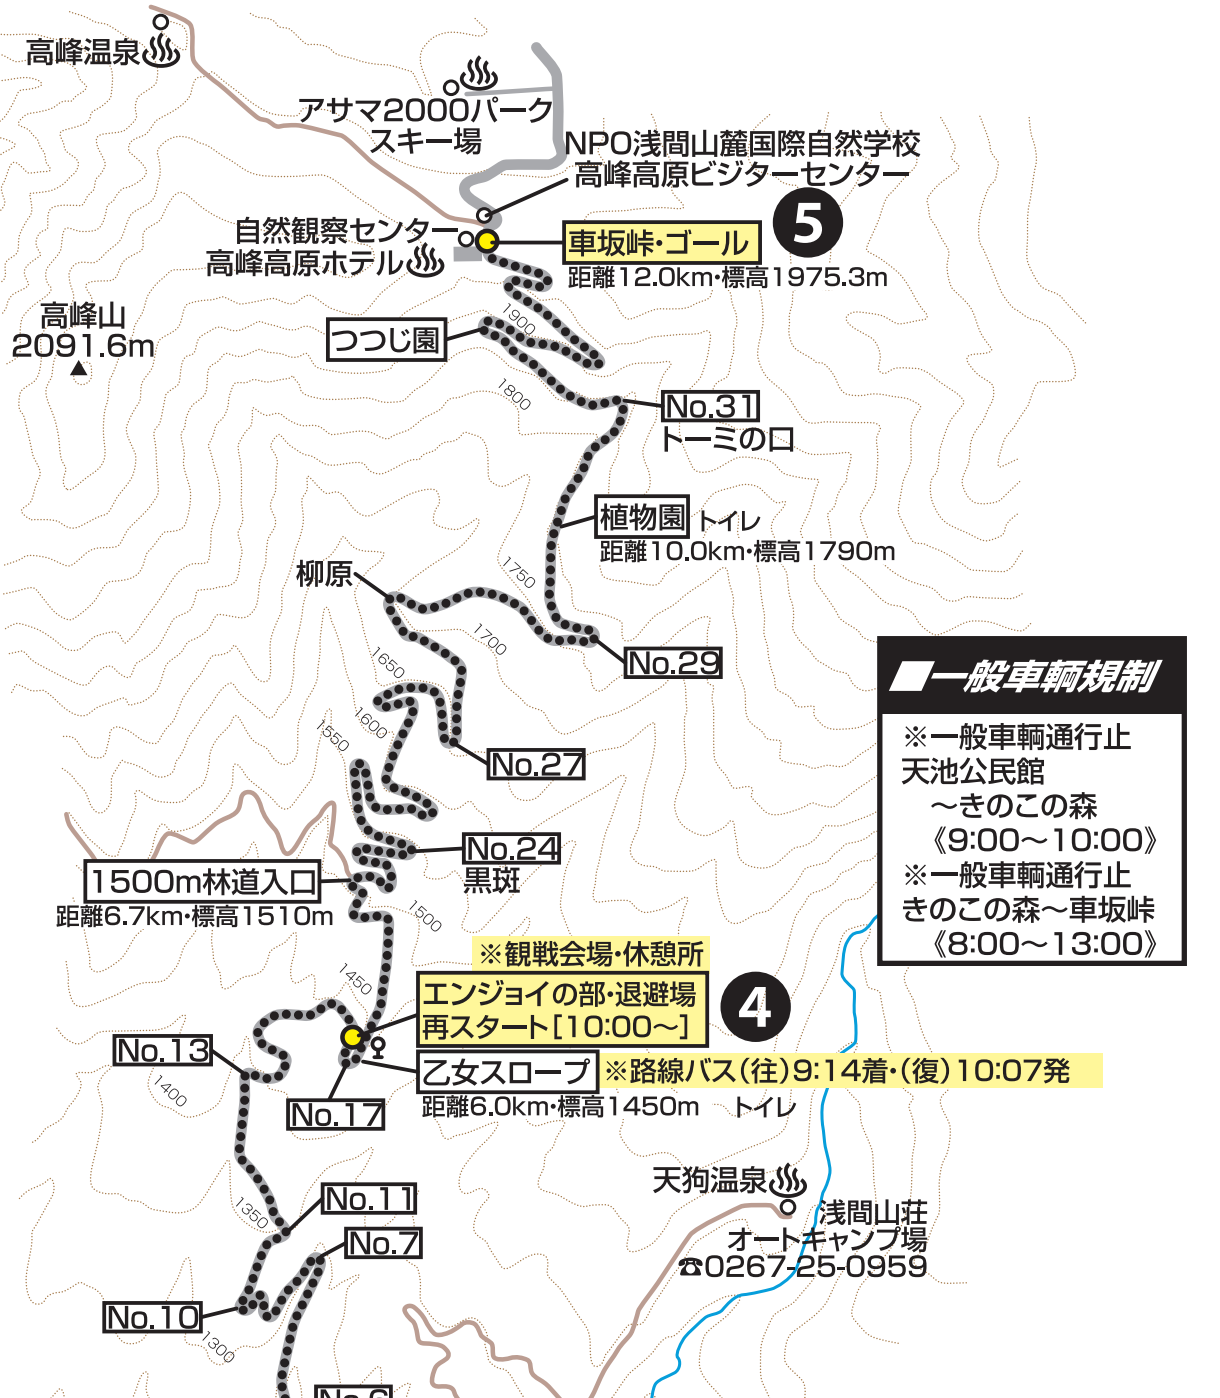 高峰温泉
アサマ2000パーク
スキー場
NPO浅間山麓国際自然学校
高峰高原ビジターセンター
自然観察センター
高峰高原ホテル
5
車坂峠・ゴール
距離12.0km・標高1975.3m
高峰山
2091.6m
1900
つつじ園
1800
No.31
トーミの口
植物園 トイレ
距離10.0km・標高1790m
柳原
1750
1700
No.29
1650
1600
1550
No.27
■一般車輌規制
※一般車輌通行止
天池公民館
～きのこの森
《9:00～10:00》
※一般車輌通行止
きのこの森～車坂峠
《8:00～13:00》
No.24
黒斑
1500m林道入口
距離6.7km・標高1510m
1500
※観戦会場・休憩所
1450
エンジョイの部・退避場
再スタート[10:00～]
4
No.13
乙女スロープ ※路線バス(往)9:14着・(復)10:07発
距離6.0km・標高1450m トイレ
1400
No.17
天狗温泉
浅間山荘
オートキャンプ場
☎0267-25-0959
No.11
1350
No.7
No.10
1300
No.6